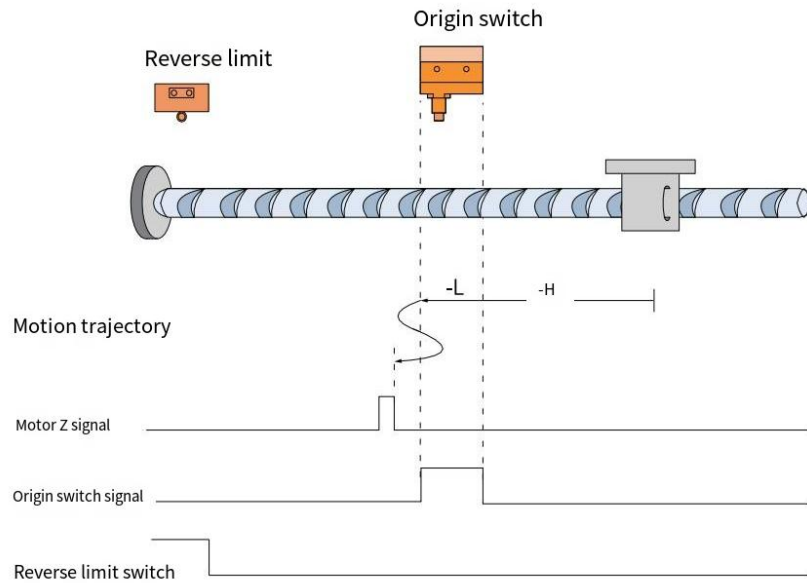 Origin switch
Reverse limit
-L
-H
Motion trajectory
Motor Z signal
Origin switch signal
Reverse limit switch